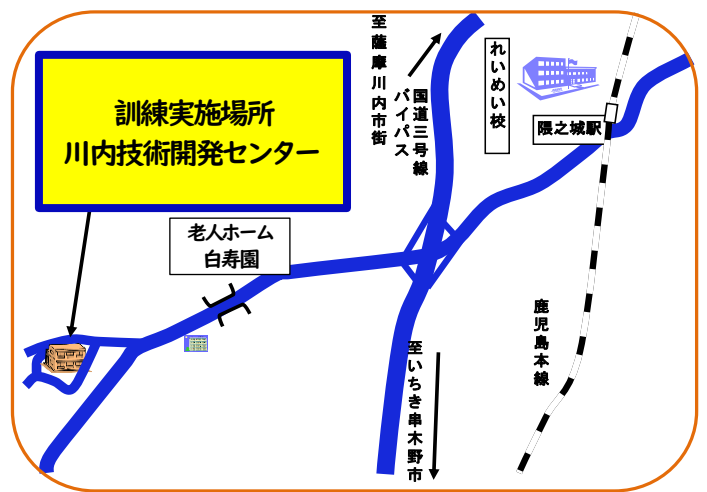 訓練実施場所
川内技術開発センター
至薩摩川内市街
国道三号線
バイパス
れいめい校
隈之城駅
老人ホーム
白寿園
鹿児島本線
至いちき串木野市